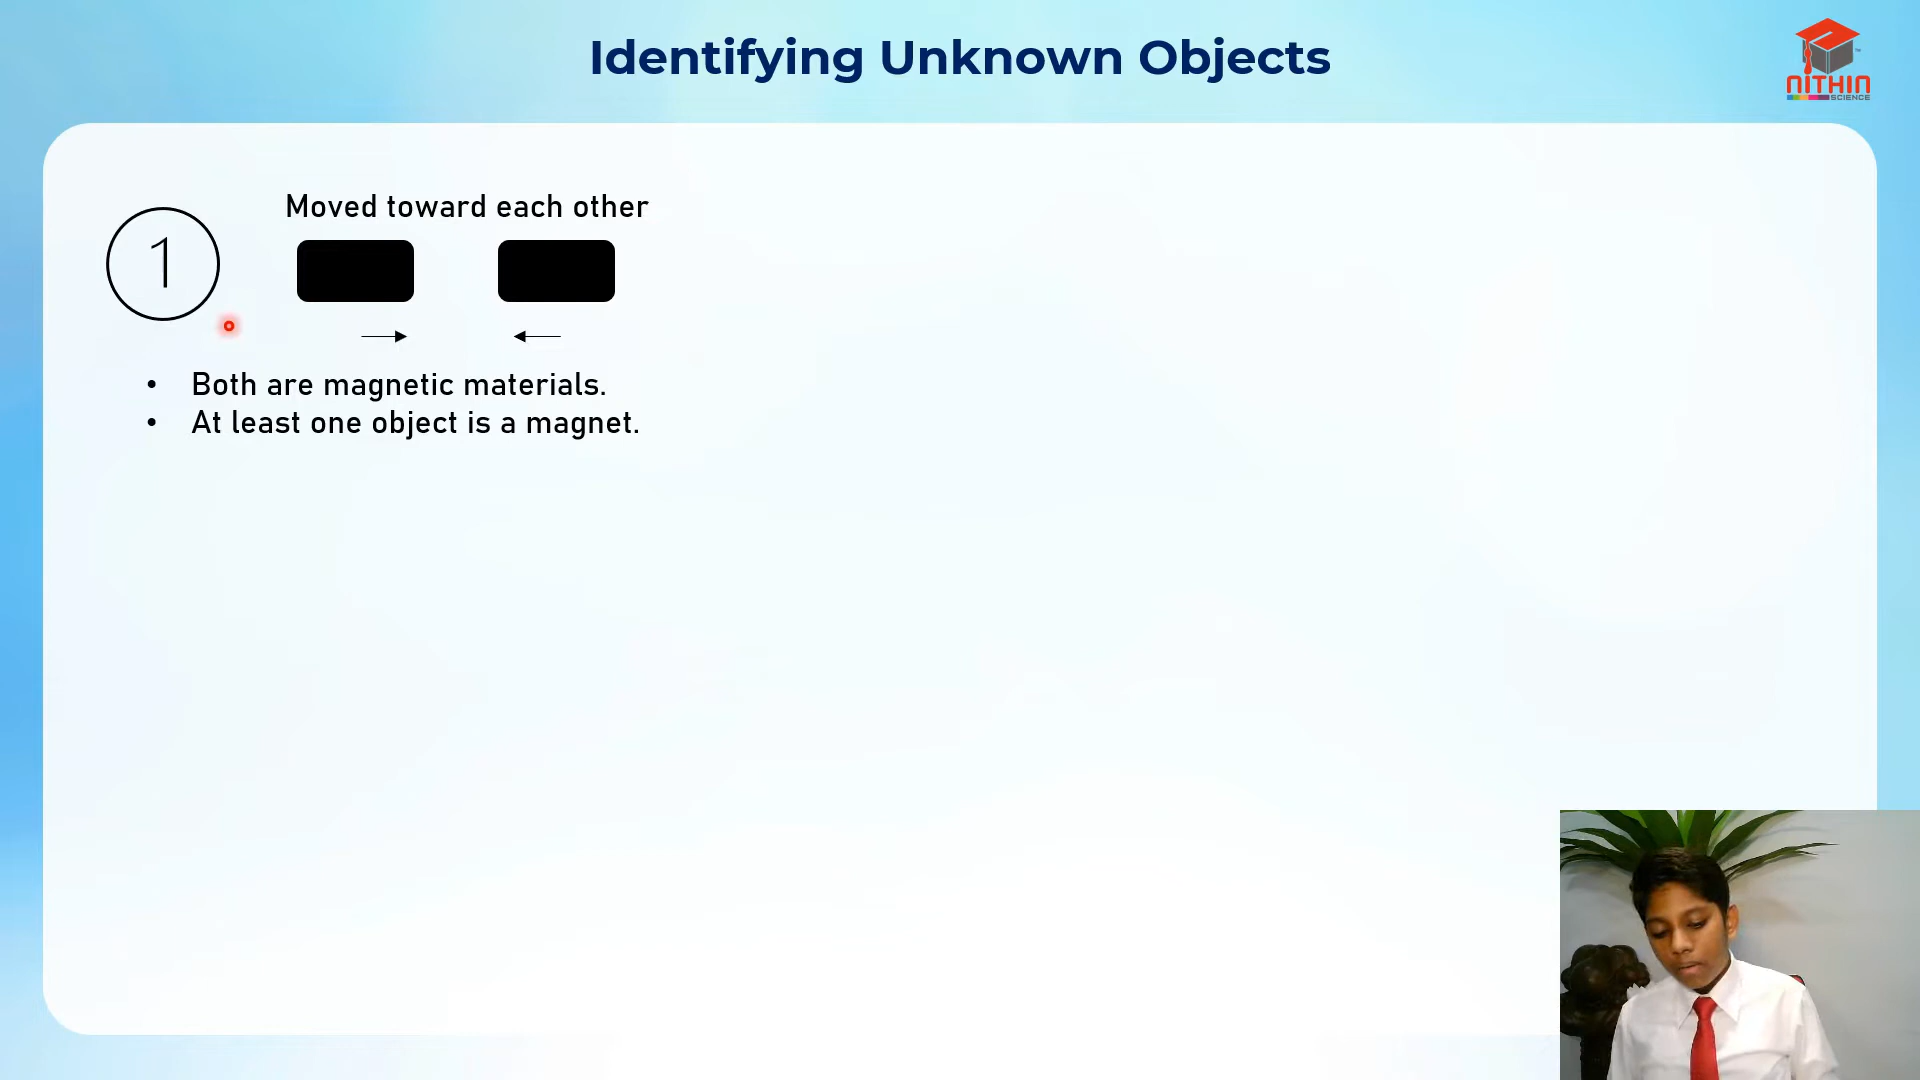 Identifying Unknown Objects
NITHIN
SCIENCE
1
Moved toward each other
• Both are magnetic materials.
• At least one object is a magnet.